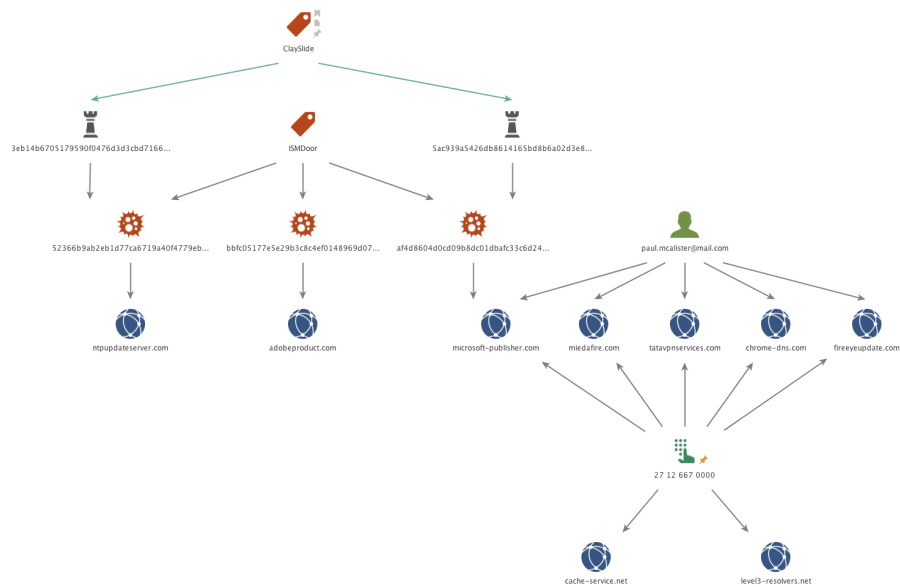 ClaySlide
3eb14b6705179590f0476d3d3cbd7166...
ISMDoor
5ac939a5426db8614165bd8b6a02d3e8...
52366b9ab2eb1d77ca6719a40f4779eb...
bbfc05177e5e29b3c8c4ef0148969d07...
af4d8604d0cd09b8dc01dbafc33c6d24...
paul.mcalister@mail.com
ntpupdateserver.com
adobeproduct.com
microsoft-publisher.com
miedafire.com
tatavpnservices.com
chrome-dns.com
fireeyeupdate.com
27 12 667 0000
cache-service.net
level3-resolvers.net